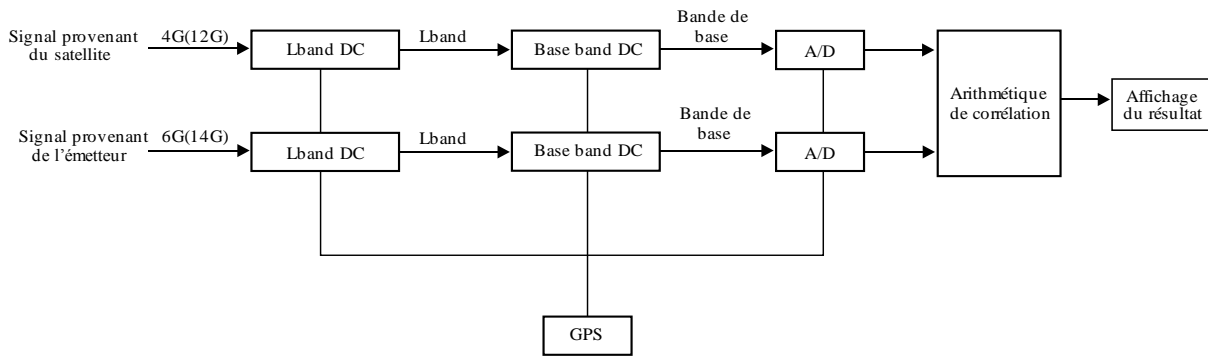 Signal provenant
du satellite
4G(12G)
Lband DC
Lband
Base band DC
Bande de
base
A/D
Arithmétique
de corrélation
Affichage
du résultat
Signal provenant
de l'émetteur
6G(14G)
Lband DC
Lband
Base band DC
Bande de
base
A/D
GPS